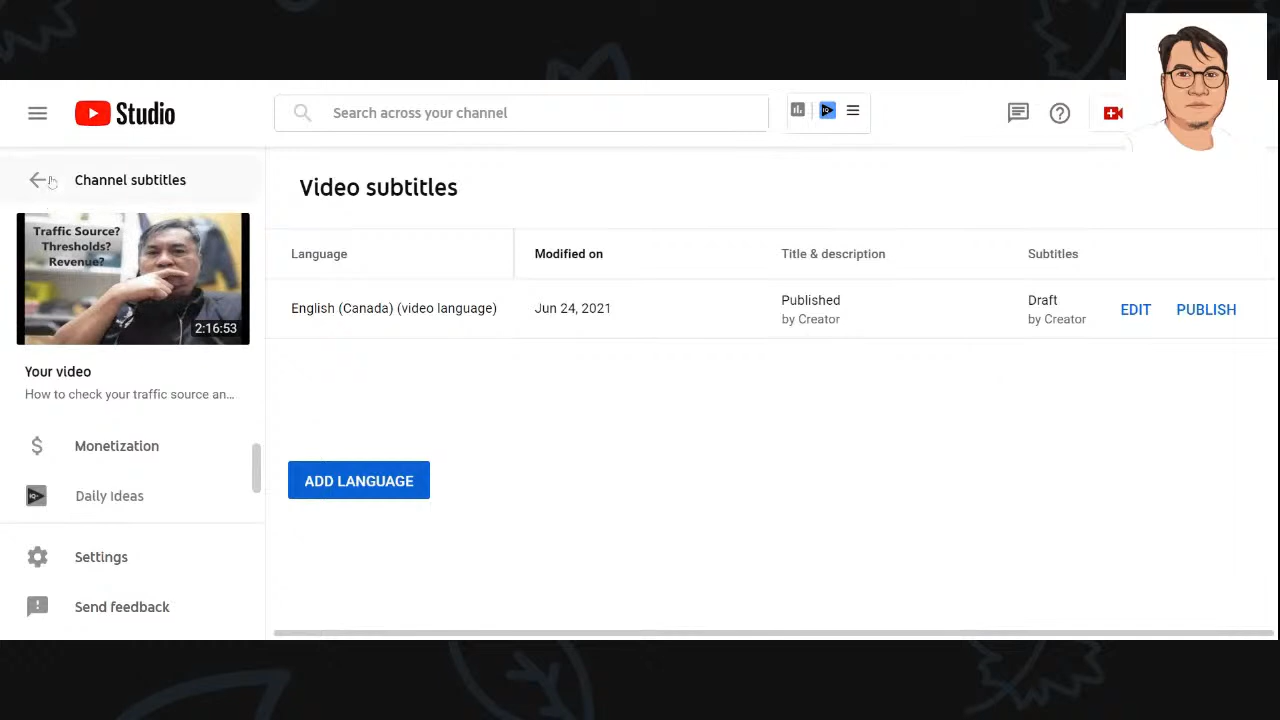 Studio
Search across your channel
Channel subtitles
Traffic Source?
Thresholds?
Revenue?
2:16:53
Your video
How to check your traffic source an...
Monetization
Daily Ideas
Settings
Send feedback
Video subtitles
Language
Modified on
Title & description
Subtitles
English (Canada) (video language)
Jun 24, 2021
Published
by Creator
Draft
by Creator
EDIT
PUBLISH
ADD LANGUAGE